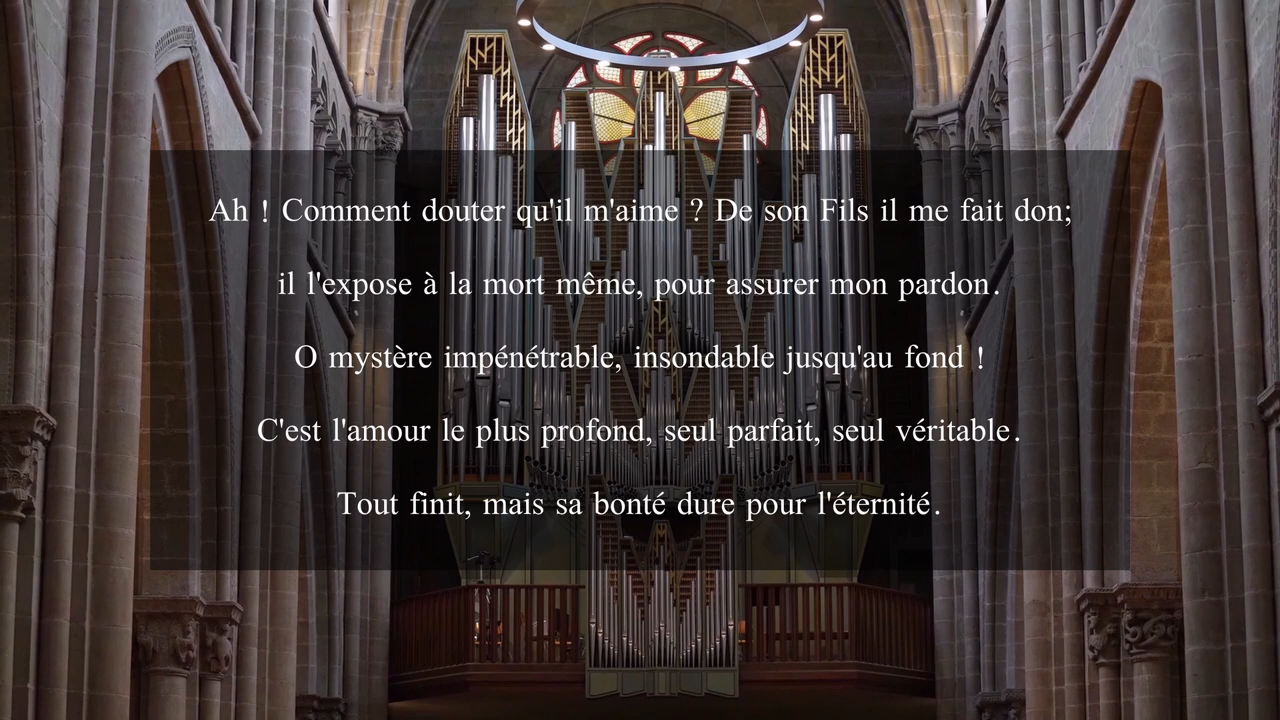 Ah ! Comment douter qu'il m'aime ? De son Fils il me fait don;
il l'expose à la mort même, pour assurer mon pardon.
O mystère impénétrable, insondable jusqu'au fond !
C'est l'amour le plus profond, seul parfait, seul véritable.
Tout finit, mais sa bonté dure pour l'éternité.